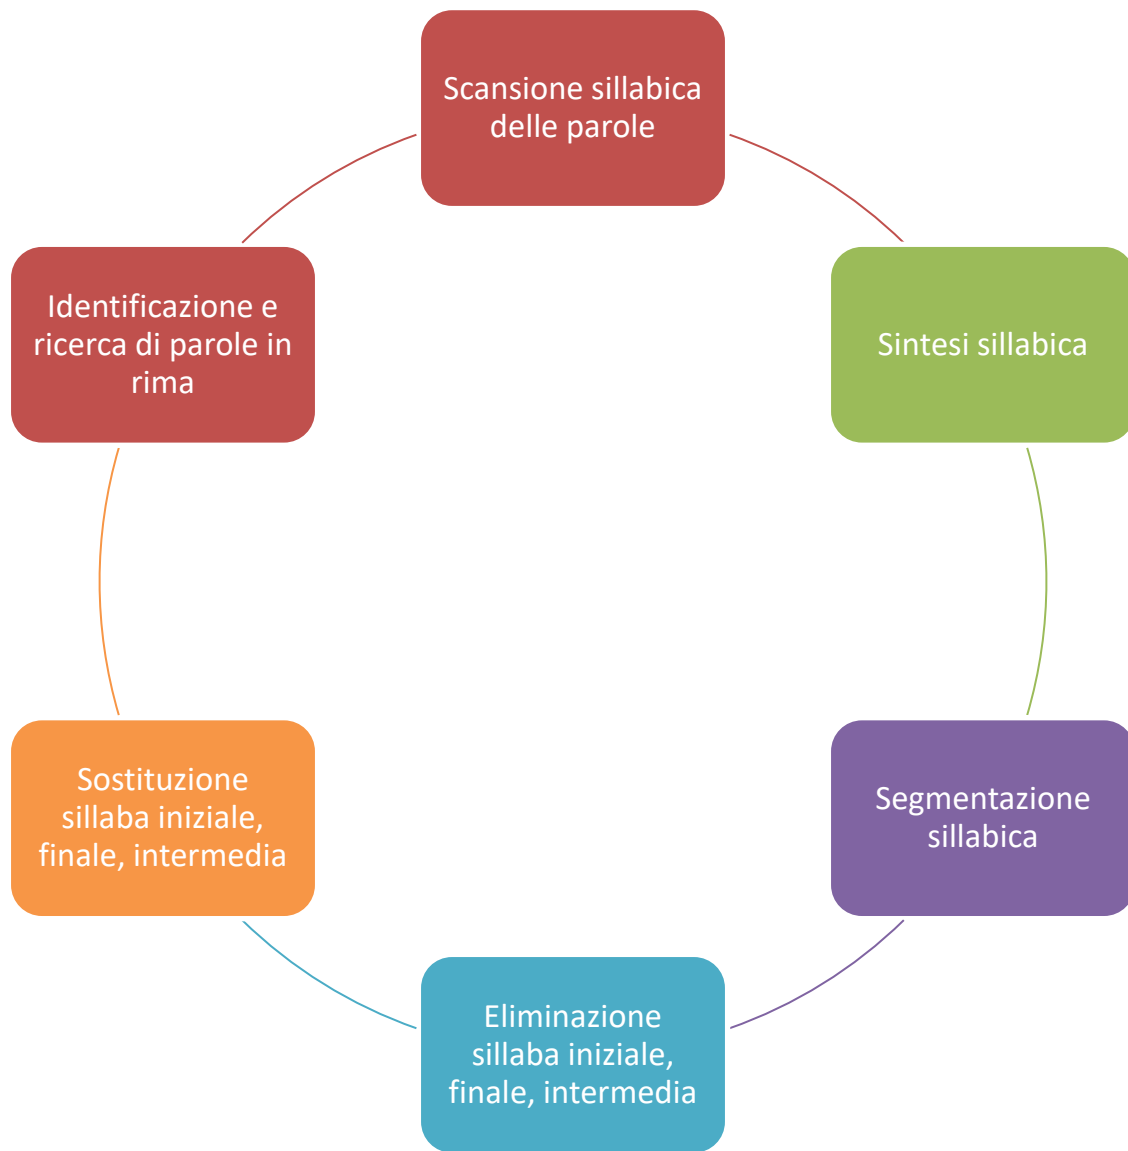 Scansione sillabica
delle parole
Sintesi sillabica
Segmentazione
sillabica
Eliminazione
sillaba iniziale,
finale, intermedia
Sostituzione
sillaba iniziale,
finale, intermedia
Identificazione e
ricerca di parole in
rima